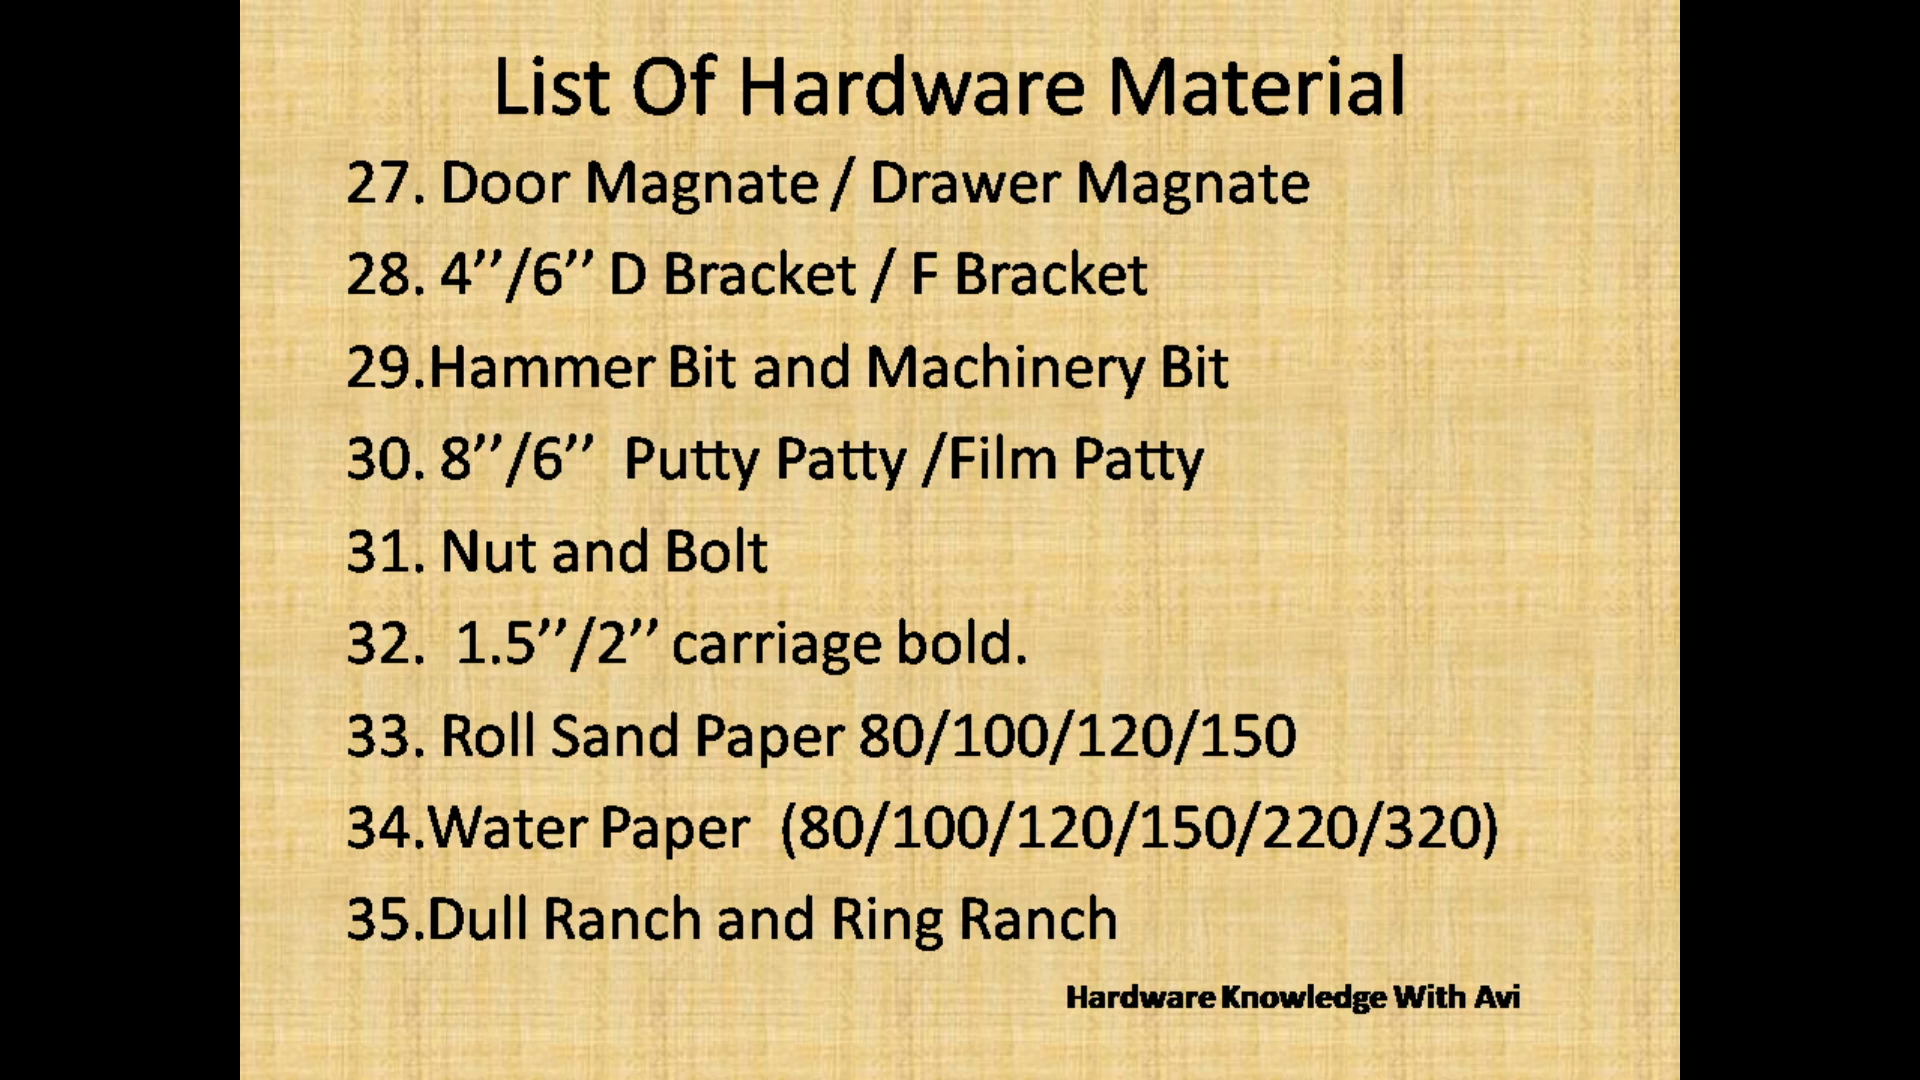 List Of Hardware Material
27. Door Magnate / Drawer Magnate
28. 4’’/6’’ D Bracket / F Bracket
29.Hammer Bit and Machinery Bit
30. 8’’/6’’  Putty Patty /Film Patty
31. Nut and Bolt
32.  1.5’’/2’’ carriage bold.
33. Roll Sand Paper 80/100/120/150
34.Water Paper  (80/100/120/150/220/320)
35.Dull Ranch and Ring Ranch
Hardware Knowledge With Avi